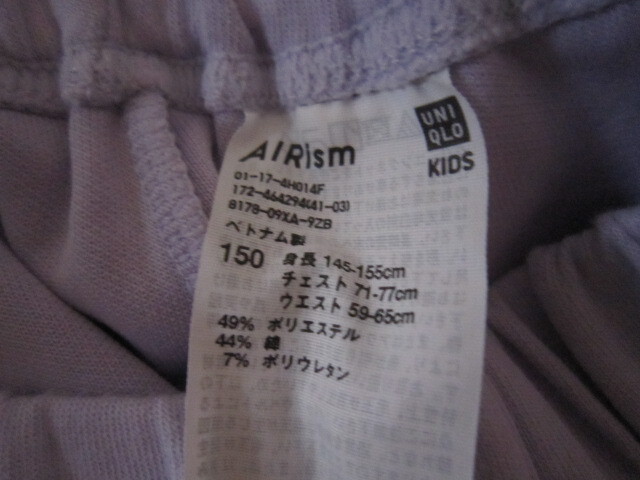 UNI
QLO
AIRism
KIDS
01-17-4H014F
172-464294(41-03)
8178-09XA-9ZB
ベトナム製
150 身長 145-155cm
チェスト 71-77cm
ウエスト 59-65cm
49% ポリエステル
44% 綿
7% ポリウレタン